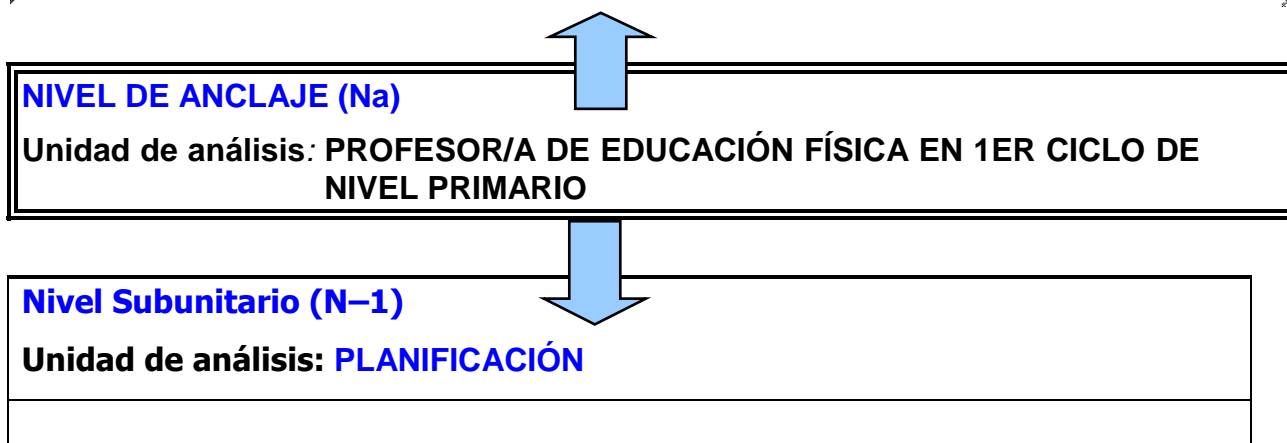 NIVEL DE ANCLAJE (Na)
Unidad de análisis: PROFESOR/A DE EDUCACIÓN FÍSICA EN 1ER CICLO DE
NIVEL PRIMARIO
Nivel Subunitario (N–1)
Unidad de análisis: PLANIFICACIÓN